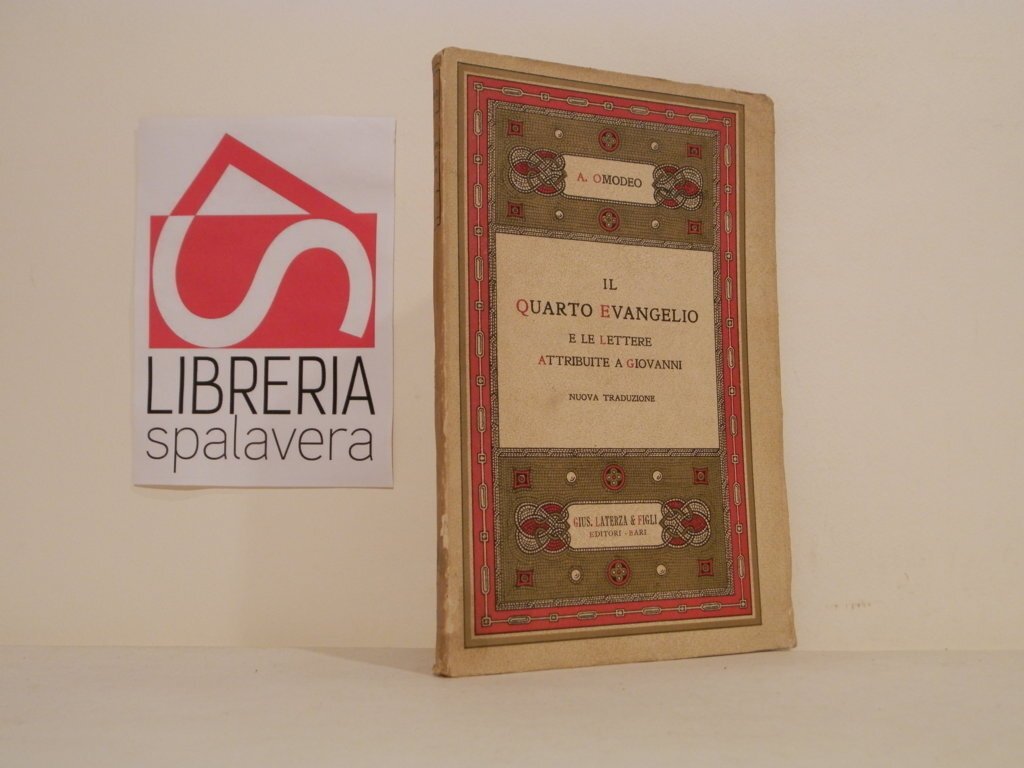 LIBRERIA
spalavera
A. OMODEO
IL
QUARTO EVANGELIO
E LE LETTERE
ATTRIBUITE A GIOVANNI
NUOVA TRADUZIONE
GIUS. LATERZA & FIGLI
EDITORI - BARI